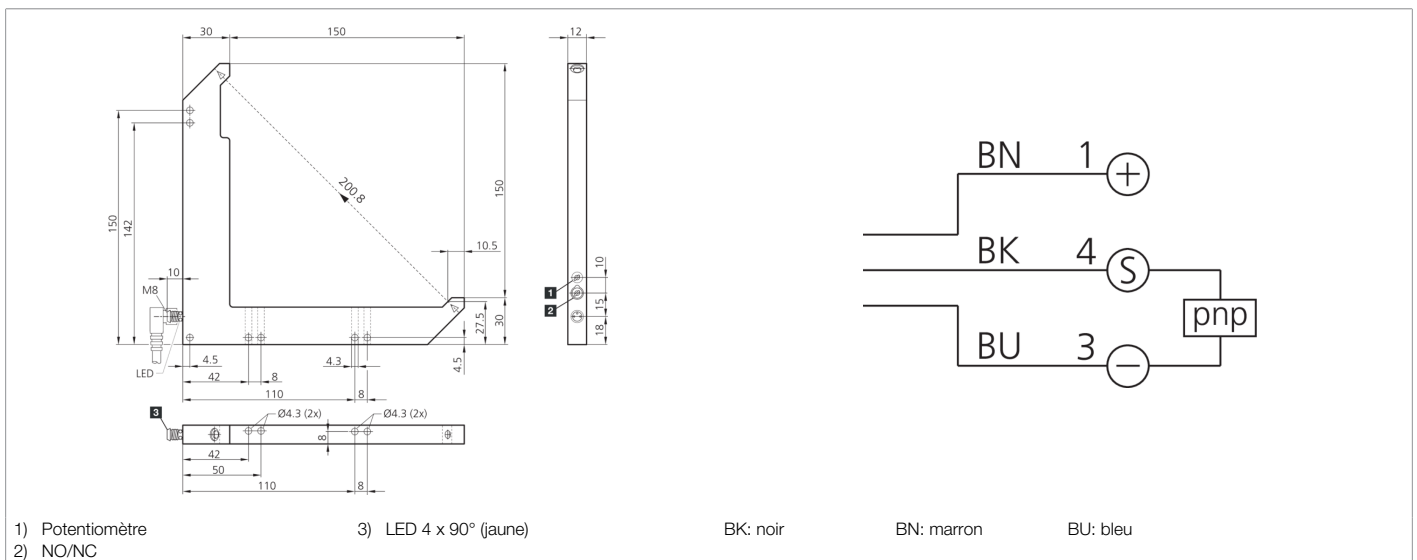 30 150 12
200.8
150
142
150
10.5
10
M8
LED
4.5
42
8
4.3
110
8
27.5
30
4.5
1
2
10
15
18
3
Ø4.3 (2x) Ø4.3 (2x)
8
42
50
110 8
BN 1 +
BK 4 S
pnp
BU 3 −
1) Potentiomètre 3) LED 4 x 90° (jaune) BK: noir BN: marron BU: bleu
2) NO/NC